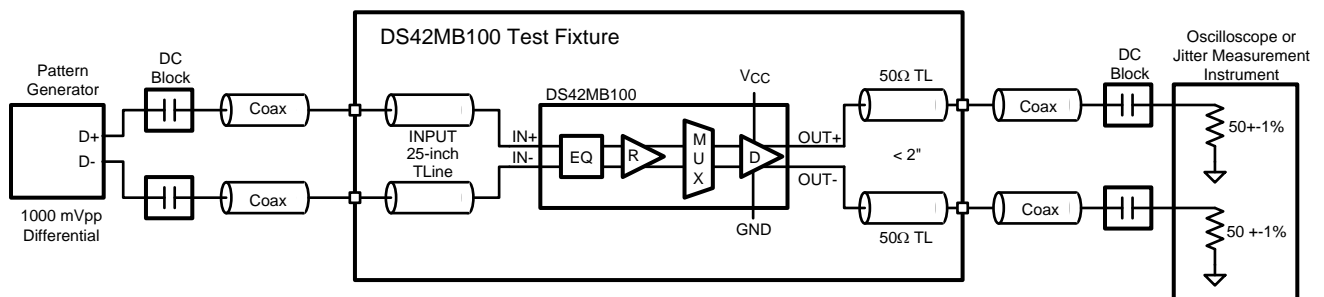 DS42MB100 Test Fixture
Pattern
Generator
D+
D-
1000 mVpp
Differential
DC
Block
Coax
Coax
INPUT
25-inch
TLine
DS42MB100
IN+
IN-
EQ
R
M
U
X
D
VCC
GND
OUT+
OUT-
50Ω TL
< 2"
50Ω TL
Coax
Coax
DC
Block
Oscilloscope or
Jitter Measurement
Instrument
50+-1%
50 +-1%